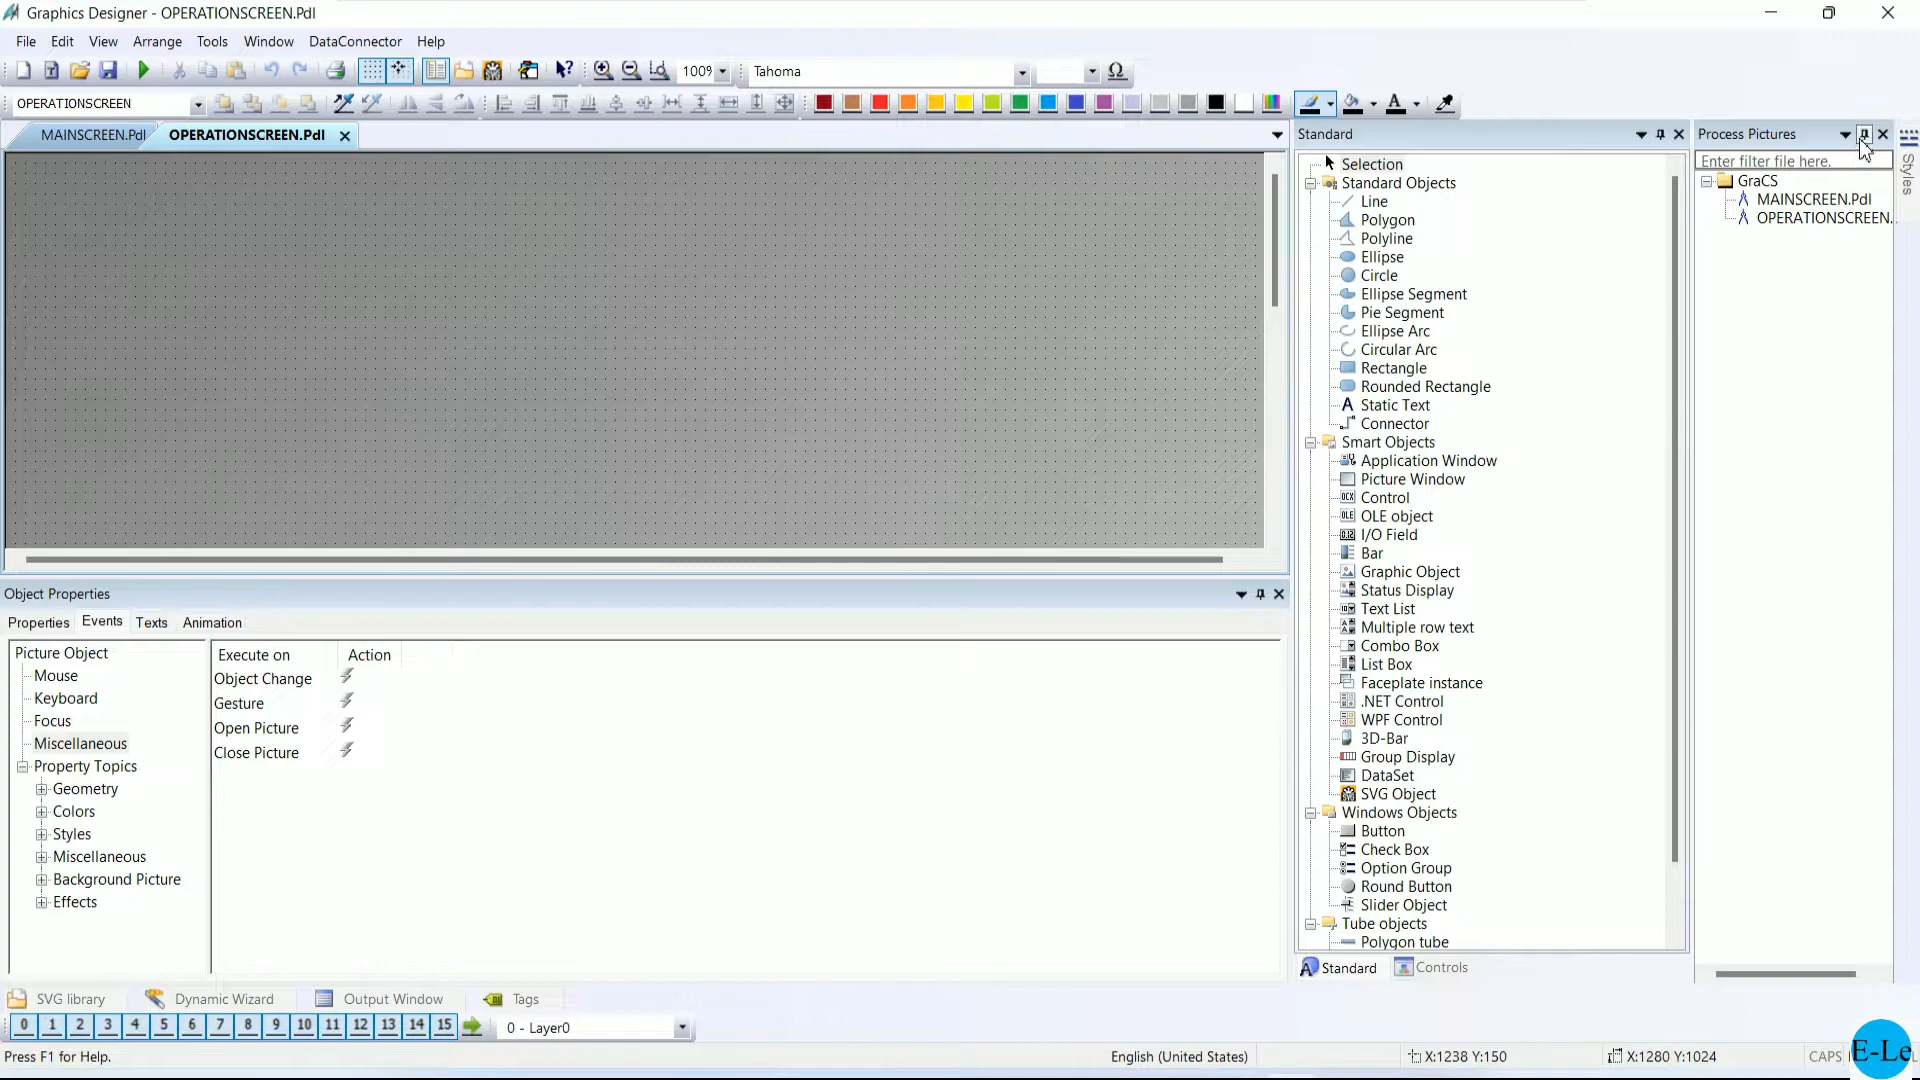 Graphics Designer - OPERATIONSCREEN.Pdl
File Edit View Arrange Tools Window DataConnector Help
100% Tahoma Ω
OPERATIONSCREEN A
MAINSCREEN.Pdl OPERATIONSCREEN.Pdl
Standard
Selection
Standard Objects
Line
Polygon
Polyline
Ellipse
Circle
Ellipse Segment
Pie Segment
Ellipse Arc
Circular Arc
Rectangle
Rounded Rectangle
A Static Text
Connector
Smart Objects
Application Window
Picture Window
OCX Control
OLE OLE object
0.12 I/O Field
Bar
Graphic Object
Status Display
Text List
Multiple row text
Combo Box
List Box
Faceplate instance
.NET Control
WPF Control
3D-Bar
Group Display
DataSet
SVG Object
Windows Objects
Button
Check Box
Option Group
Round Button
Slider Object
Tube objects
Polygon tube
Standard Controls
Process Pictures
Enter filter file here.
GraCS
MAINSCREEN.Pdl
OPERATIONSCREEN...
Styles
Object Properties
Properties Events Texts Animation
Picture Object
Mouse
Keyboard
Focus
Miscellaneous
Property Topics
Geometry
Colors
Styles
Miscellaneous
Background Picture
Effects
Execute on Action
Object Change
Gesture
Open Picture
Close Picture
SVG library Dynamic Wizard Output Window Tags
0 1 2 3 4 5 6 7 8 9 10 11 12 13 14 15 0 - Layer0
Press F1 for Help. English (United States) X:1238 Y:150 X:1280 Y:1024 CAPS
E-Le